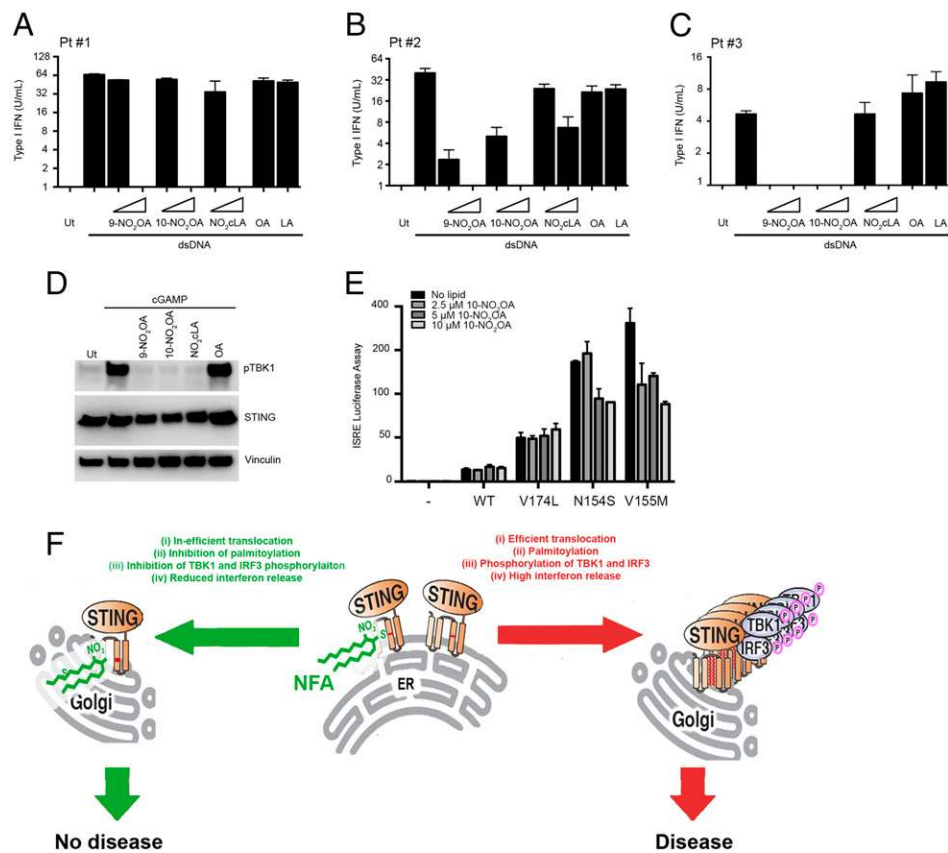 A
Pt #1
Type I IFN (U/mL)
128
64
32
16
8
4
2
1
Ut
9-NO2OA
10-NO2OA
NO2cLA
OA
LA
dsDNA
B
Pt #2
Type I IFN (U/mL)
64
32
16
8
4
2
1
Ut
9-NO2OA
10-NO2OA
NO2cLA
OA
LA
dsDNA
C
Pt #3
Type I IFN (U/mL)
16
8
4
2
1
Ut
9-NO2OA
10-NO2OA
NO2cLA
OA
LA
dsDNA
D
cGAMP
Ut
9-NO2OA
10-NO2OA
NO2cLA
OA
pTBK1
STING
Vinculin
E
No lipid
2.5 µM 10-NO2OA
5 µM 10-NO2OA
10 µM 10-NO2OA
ISRE Luciferase Assay
400
200
100
50
0
-
WT
V174L
N154S
V155M
F
(i) In-efficient translocation
(ii) Inhibition of palmitoylation
(iii) Inhibition of TBK1 and IRF3 phosphorylaiton
(iv) Reduced interferon release
(i) Efficient translocation
(ii) Palmitoylation
(iii) Phosphorylation of TBK1 and IRF3
(iv) High interferon release
STING
NO2
S
Golgi
STING
STING
NO2
S
NFA
ER
STING
TBK1
IRF3
P
Golgi
No disease
Disease